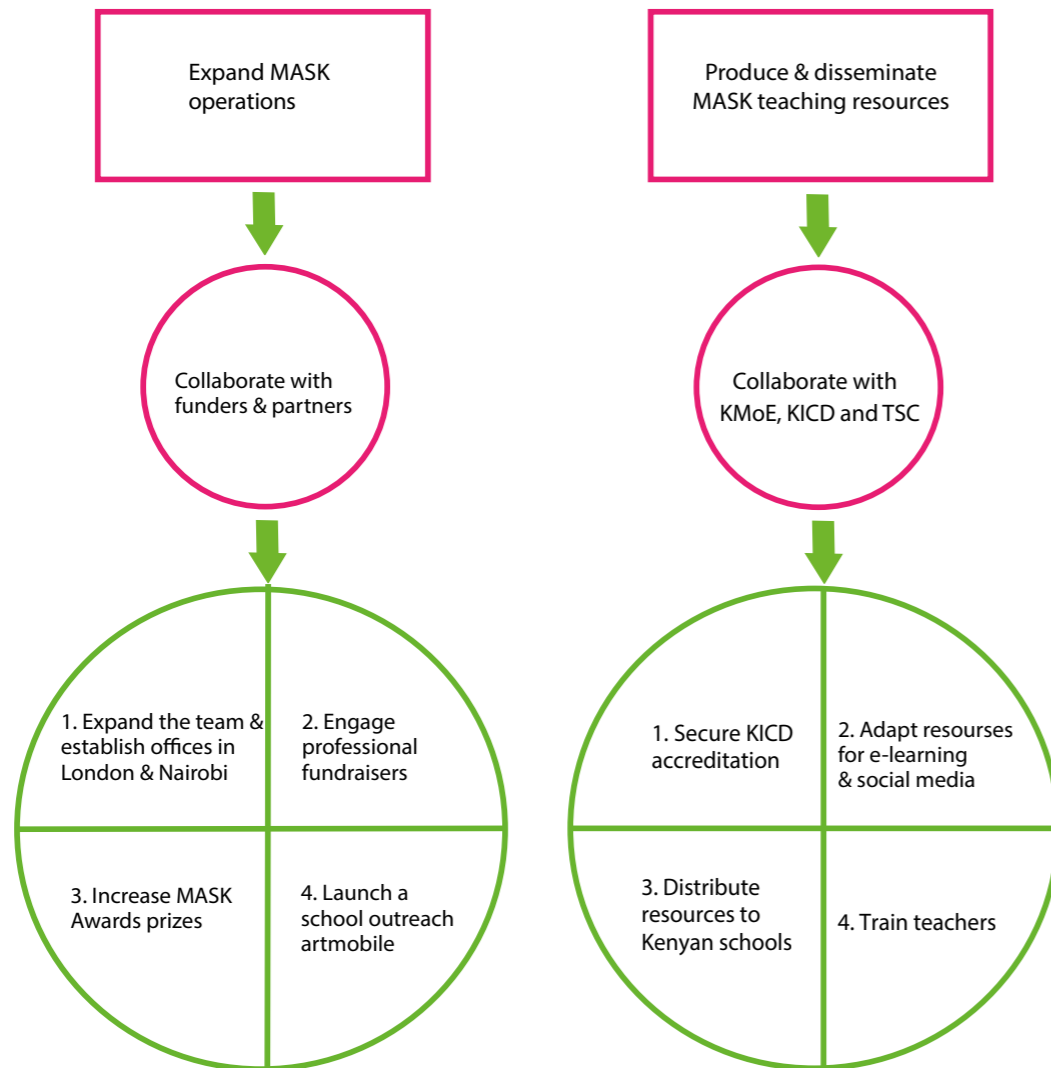 Expand MASK
operations
Produce & disseminate
MASK teaching resources
Collaborate with
funders & partners
Collaborate with
KMoE, KICD and TSC
1. Expand the team &
establish offices in
London & Nairobi
2. Engage
professional
fundraisers
3. Increase MASK
Awards prizes
4. Launch a
school outreach
artmobile
1. Secure KICD
accreditation
2. Adapt resourses
for e-learning
& social media
3. Distribute
resources to
Kenyan schools
4. Train teachers